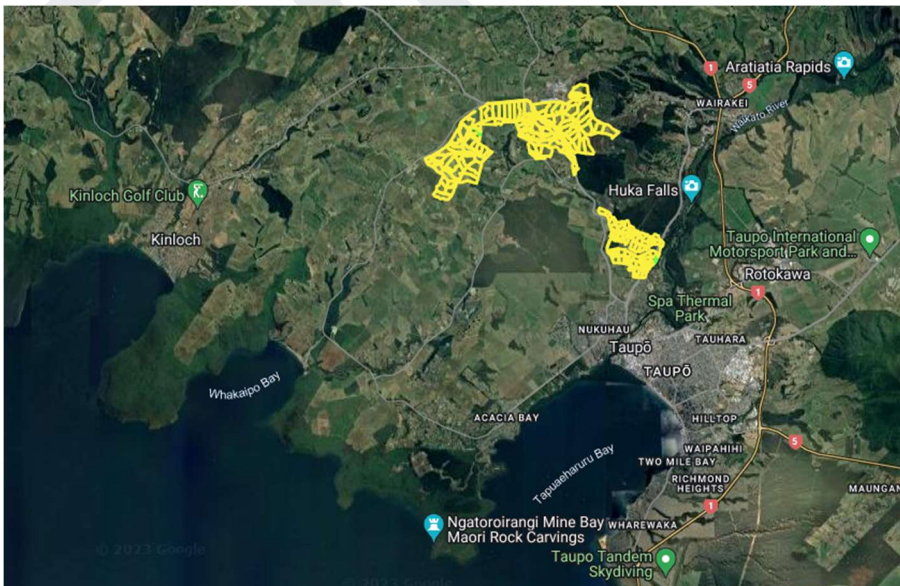 Aratiatia Rapids
1
5
WAIRAKEI
Waikato River
Kinloch Golf Club
Huka Falls
Kinloch
Taupo International
Motorsport Park and...
Rotokawa
1
Spa Thermal
Park
NUKUHAU
TAUHARA
Taupō
TAUPŌ
Whakaipo Bay
ACACIA BAY
HILLTOP
5
WAIPAHIHI
TWO MILE BAY
Tapuaeharuru Bay
RICHMOND
HEIGHTS
MAUNGAN
1
Ngatoroirangi Mine Bay
Maori Rock Carvings
WHAREWAKA
© 2023 Google
Taupo Tandem
Skydiving
Google